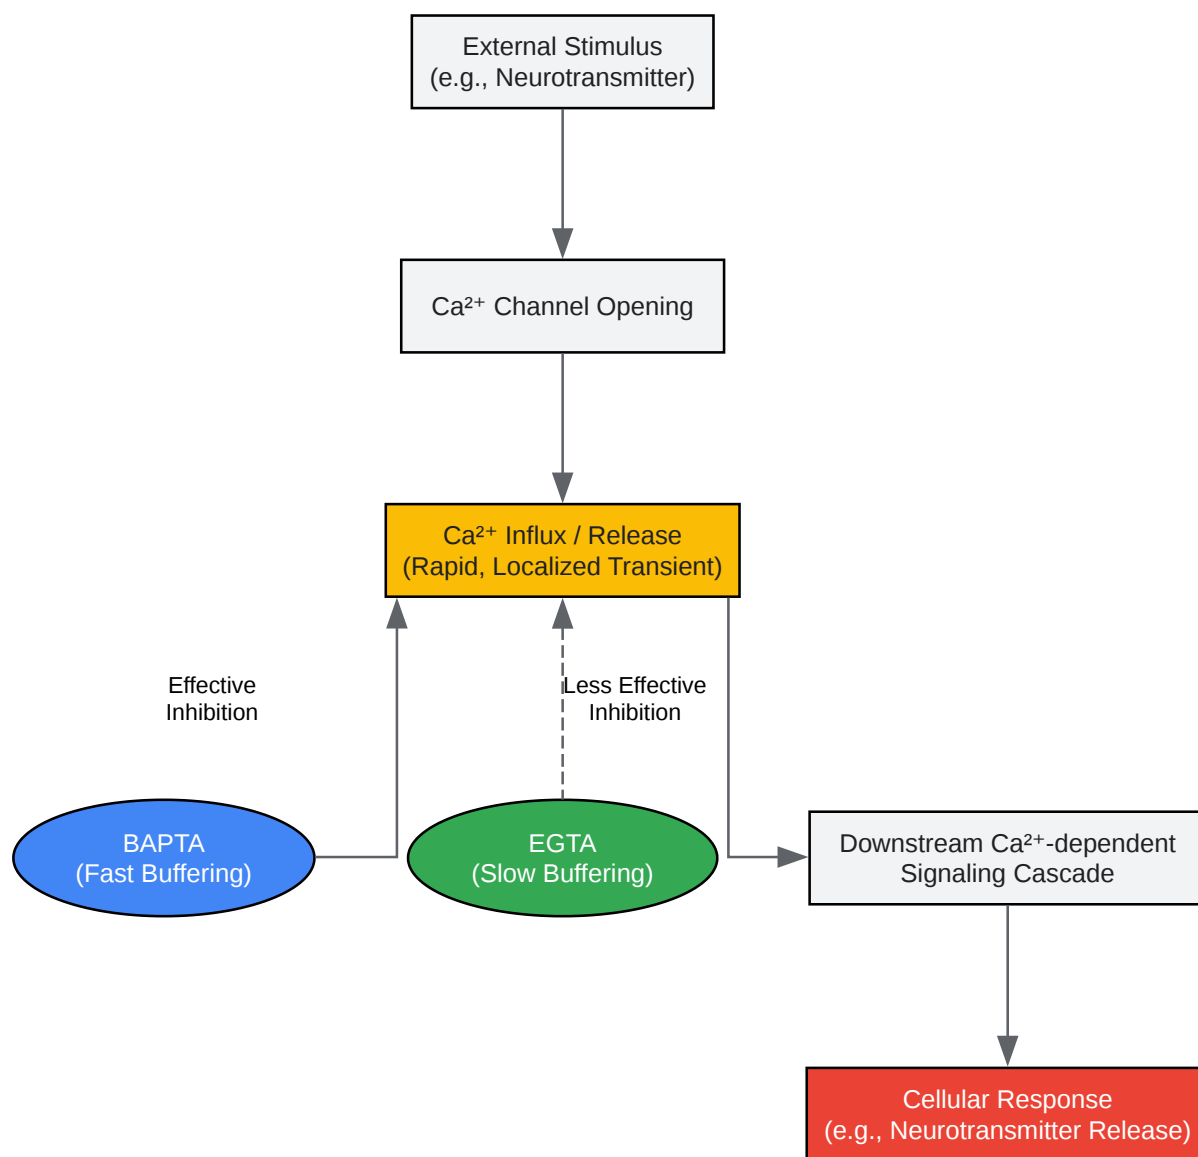 External Stimulus
(e.g., Neurotransmitter)
Ca²⁺ Channel Opening
Ca²⁺ Influx / Release
(Rapid, Localized Transient)
Effective
Inhibition
Less Effective
Inhibition
BAPTA
(Fast Buffering)
EGTA
(Slow Buffering)
Downstream Ca²⁺-dependent
Signaling Cascade
Cellular Response
(e.g., Neurotransmitter Release)